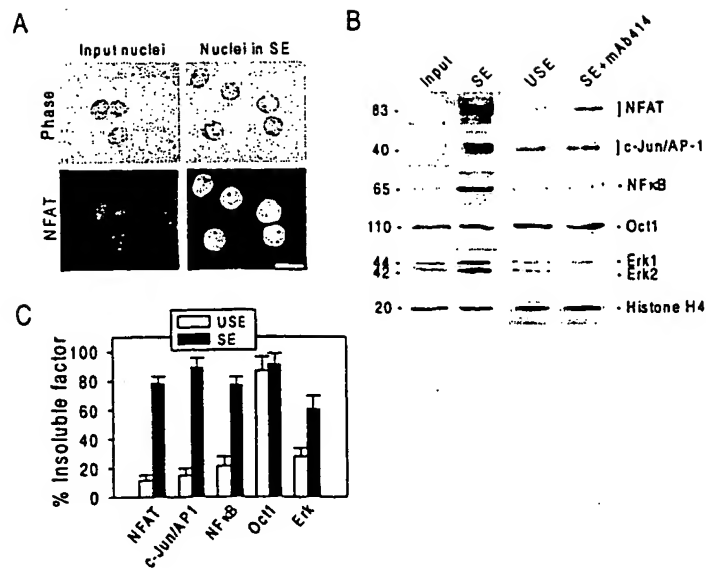 A
Input nuclei
Nuclei in SE
Phase
NFAT
B
Input
SE
USE
SE+mAb414
83 -
] NFAT
40 -
] c-Jun/AP-1
65 -
- NFκB
110 -
- Oct1
44 -
- Erk1
42 -
- Erk2
20 -
- Histone H4
C
USE
SE
% Insoluble factor
100
80
60
40
20
0
NFAT
c-Jun/AP1
NFκB
Oct1
Erk